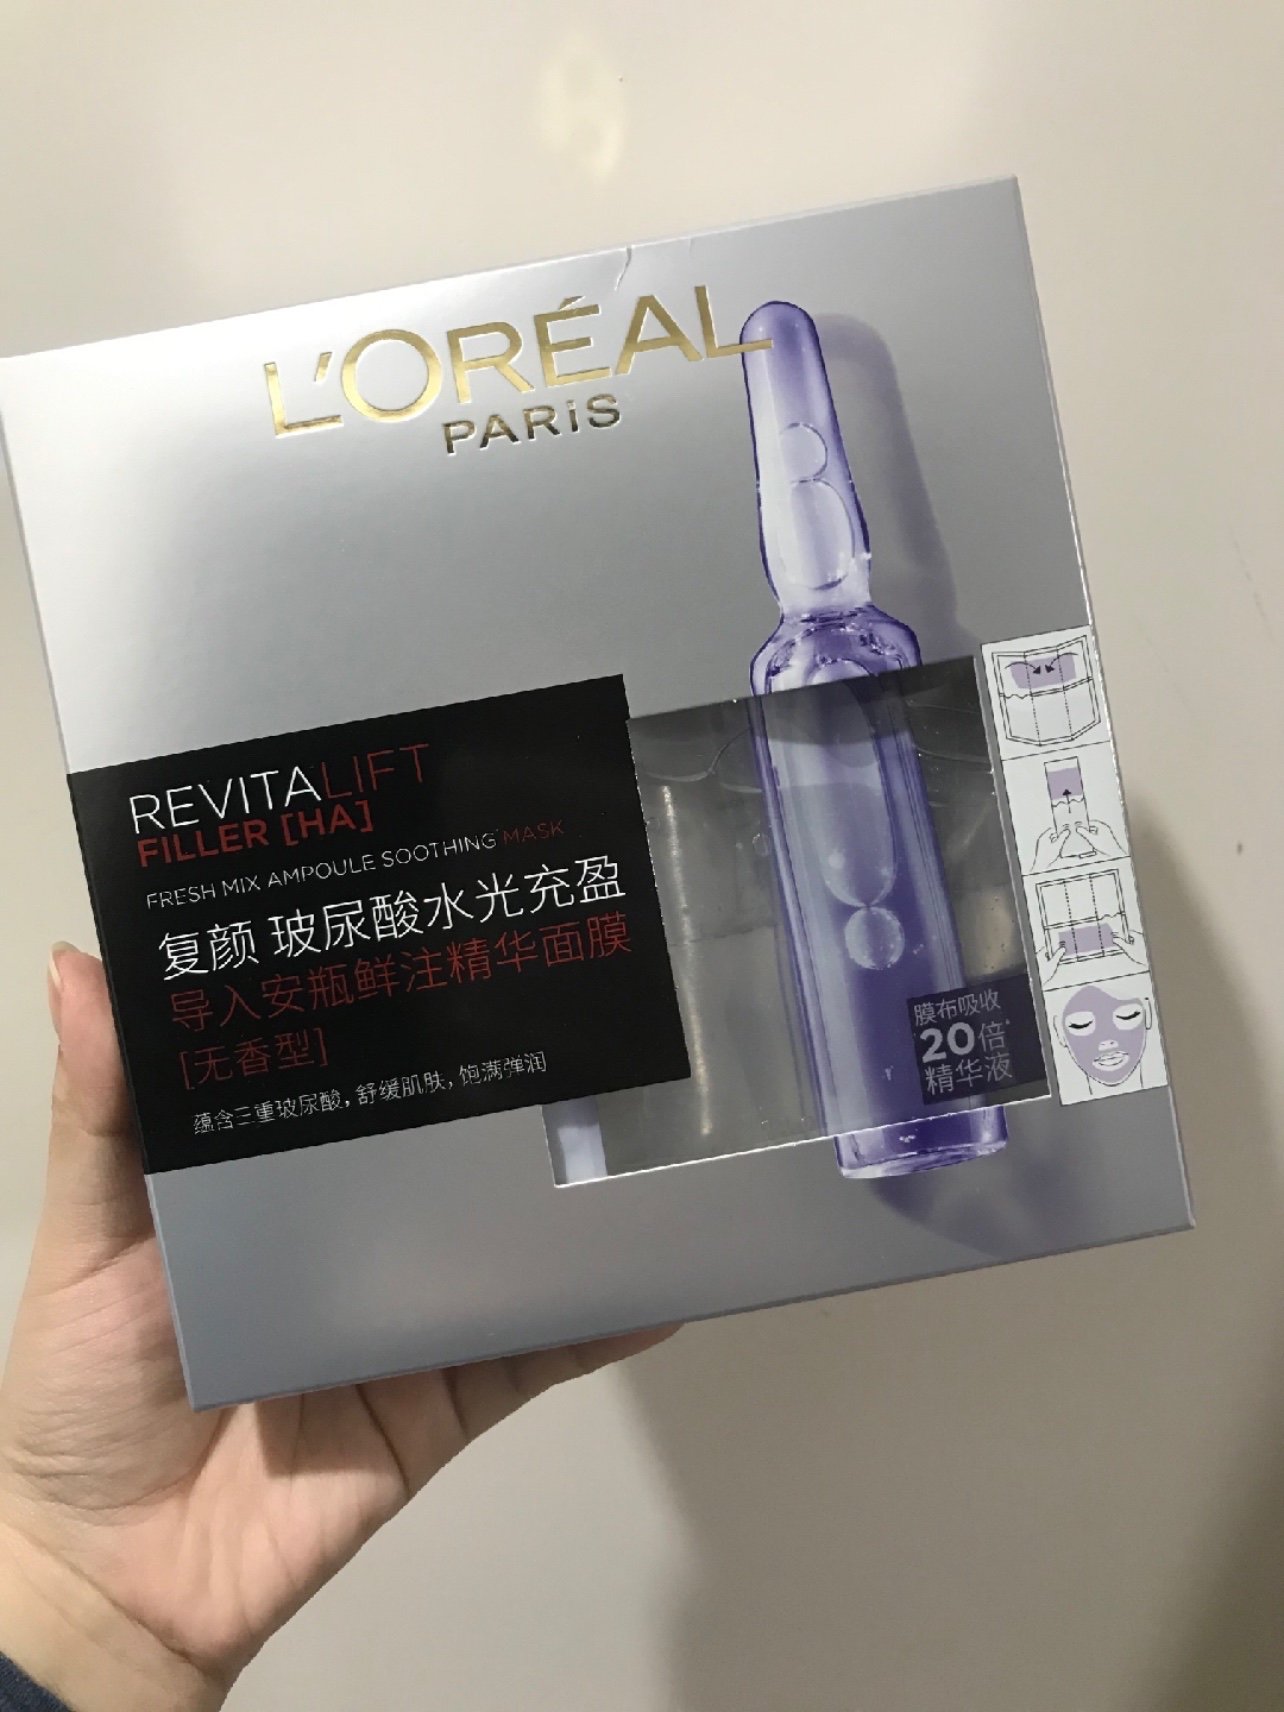 L'ORÉAL
PARiS
REVITALIFT
FILLER [HA]
FRESH MIX AMPOULE SOOTHING MASK
复颜 玻尿酸水光充盈
导入安瓶鲜注精华面膜
[无香型]
蕴含三重玻尿酸，舒缓肌肤，饱满弹润
膜布吸收
20倍*
精华液